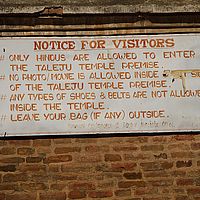 NOTICE FOR VISITORS
# ONLY HINDUS ARE ALLOWED TO ENTER
THE TALEJU TEMPLE PREMISE.
# NO PHOTO/MOVIE IS ALLOWED INSIDE
OF THE TALEJU TEMPLE PREMISE.
# ANY TYPES OF SHOES & BELTS ARE NOT ALLOWED
INSIDE THE TEMPLE.
# LEAVE YOUR BAG (IF ANY) OUTSIDE.